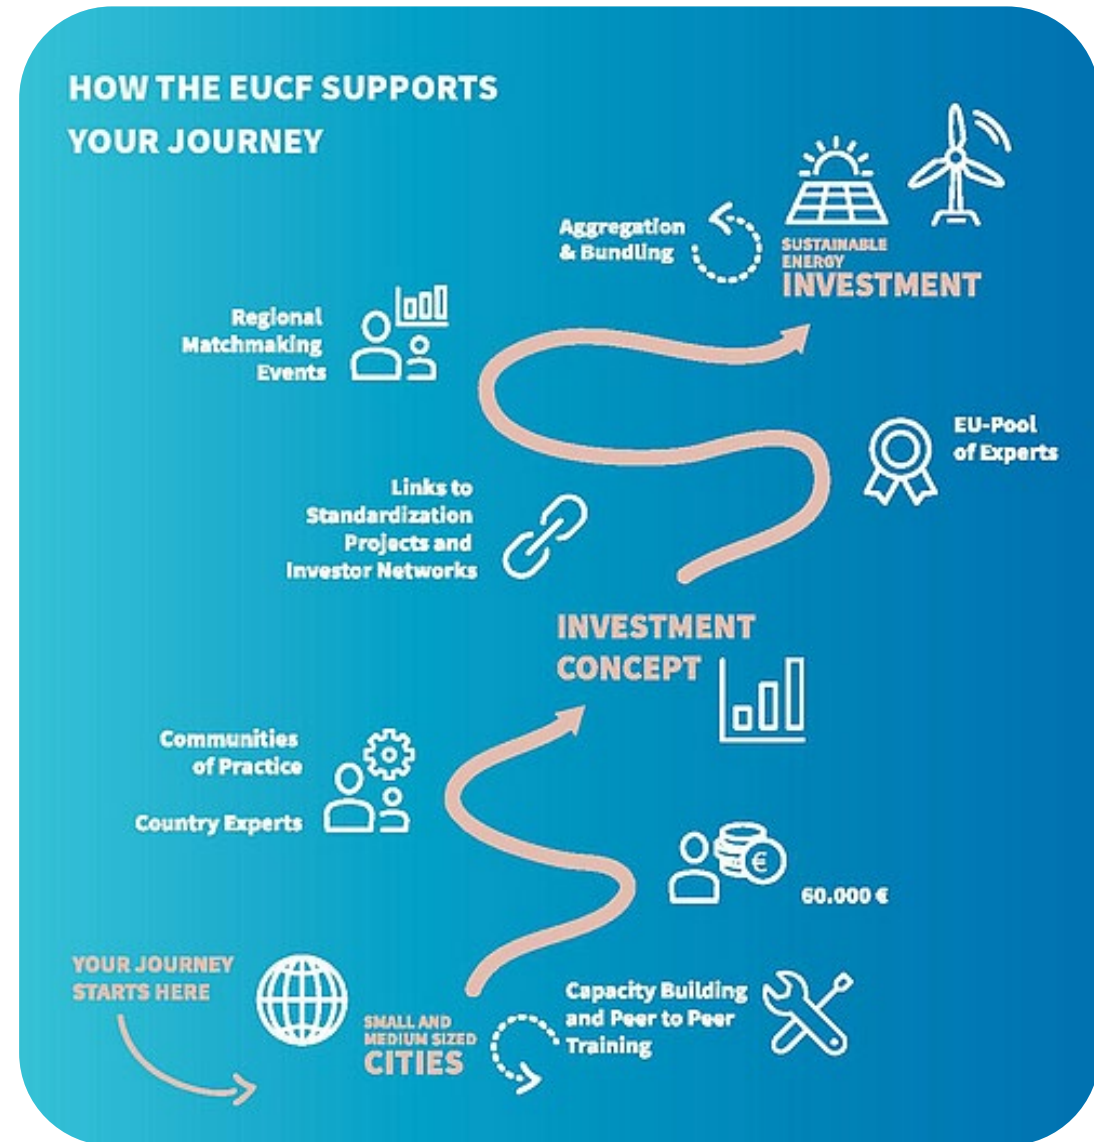 HOW THE EUCF SUPPORTS
YOUR JOURNEY
Aggregation
& Bundling
SUSTAINABLE
ENERGY
INVESTMENT
Regional
Matchmaking
Events
EU-Pool
of Experts
Links to
Standardization
Projects and
Investor Networks
INVESTMENT
CONCEPT
Communities
of Practice
Country Experts
€
60.000 €
YOUR JOURNEY
STARTS HERE
SMALL AND
MEDIUM SIZED
CITIES
Capacity Building
and Peer to Peer
Training